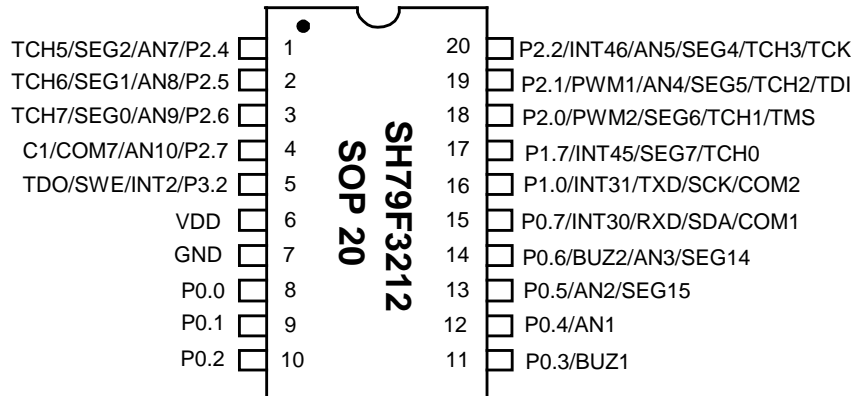 TCH5/SEG2/AN7/P2.4 1
TCH6/SEG1/AN8/P2.5 2
TCH7/SEG0/AN9/P2.6 3
C1/COM7/AN10/P2.7 4
TDO/SWE/INT2/P3.2 5
VDD 6
GND 7
P0.0 8
P0.1 9
P0.2 10
SH79F3212
SOP 20
20 P2.2/INT46/AN5/SEG4/TCH3/TCK
19 P2.1/PWM1/AN4/SEG5/TCH2/TDI
18 P2.0/PWM2/SEG6/TCH1/TMS
17 P1.7/INT45/SEG7/TCH0
16 P1.0/INT31/TXD/SCK/COM2
15 P0.7/INT30/RXD/SDA/COM1
14 P0.6/BUZ2/AN3/SEG14
13 P0.5/AN2/SEG15
12 P0.4/AN1
11 P0.3/BUZ1